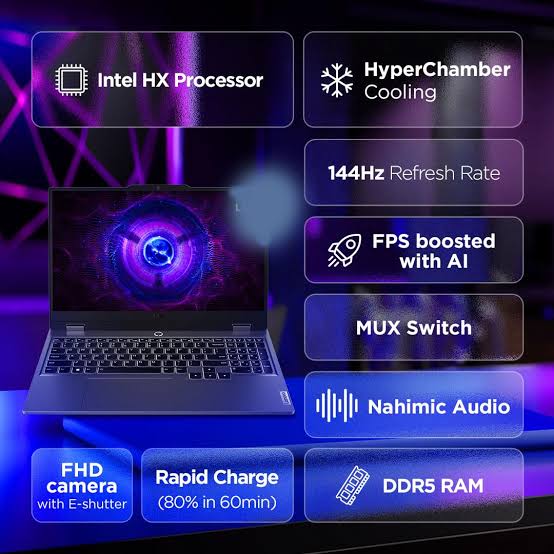 Intel HX Processor
HyperChamber
Cooling
144Hz Refresh Rate
FPS boosted
with AI
MUX Switch
Nahimic Audio
FHD
camera
with E-shutter
Rapid Charge
(80% in 60min)
DDR5 RAM